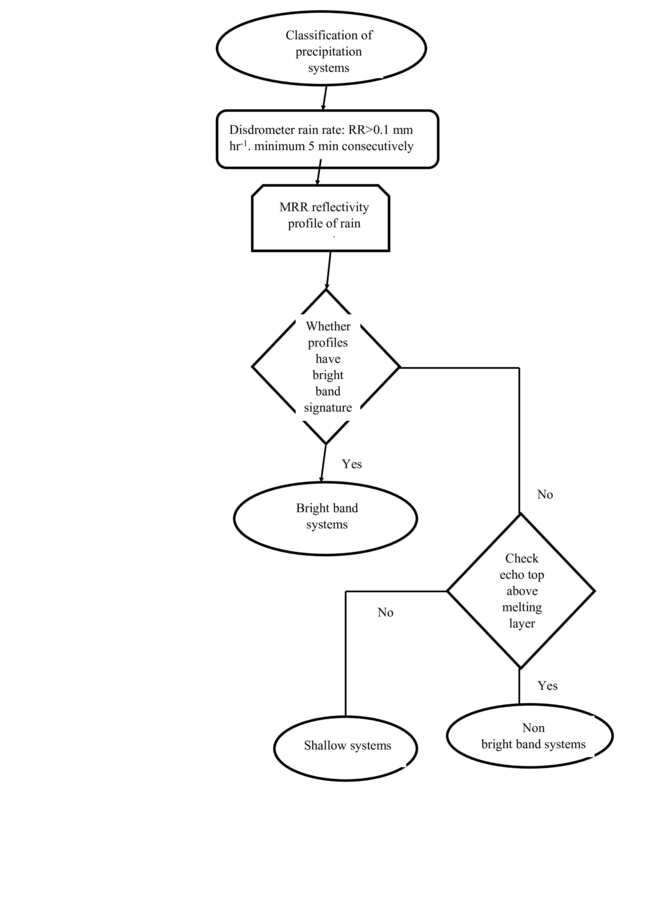 Classification of
precipitation
systems
Disdrometer rain rate: RR>0.1 mm
hr⁻¹. minimum 5 min consecutively
MRR reflectivity
profile of rain
Whether
profiles
have
bright
band
signature
Yes
Bright band
systems
No
Check
echo top
above
melting
layer
No
Yes
Shallow systems
Non
bright band systems